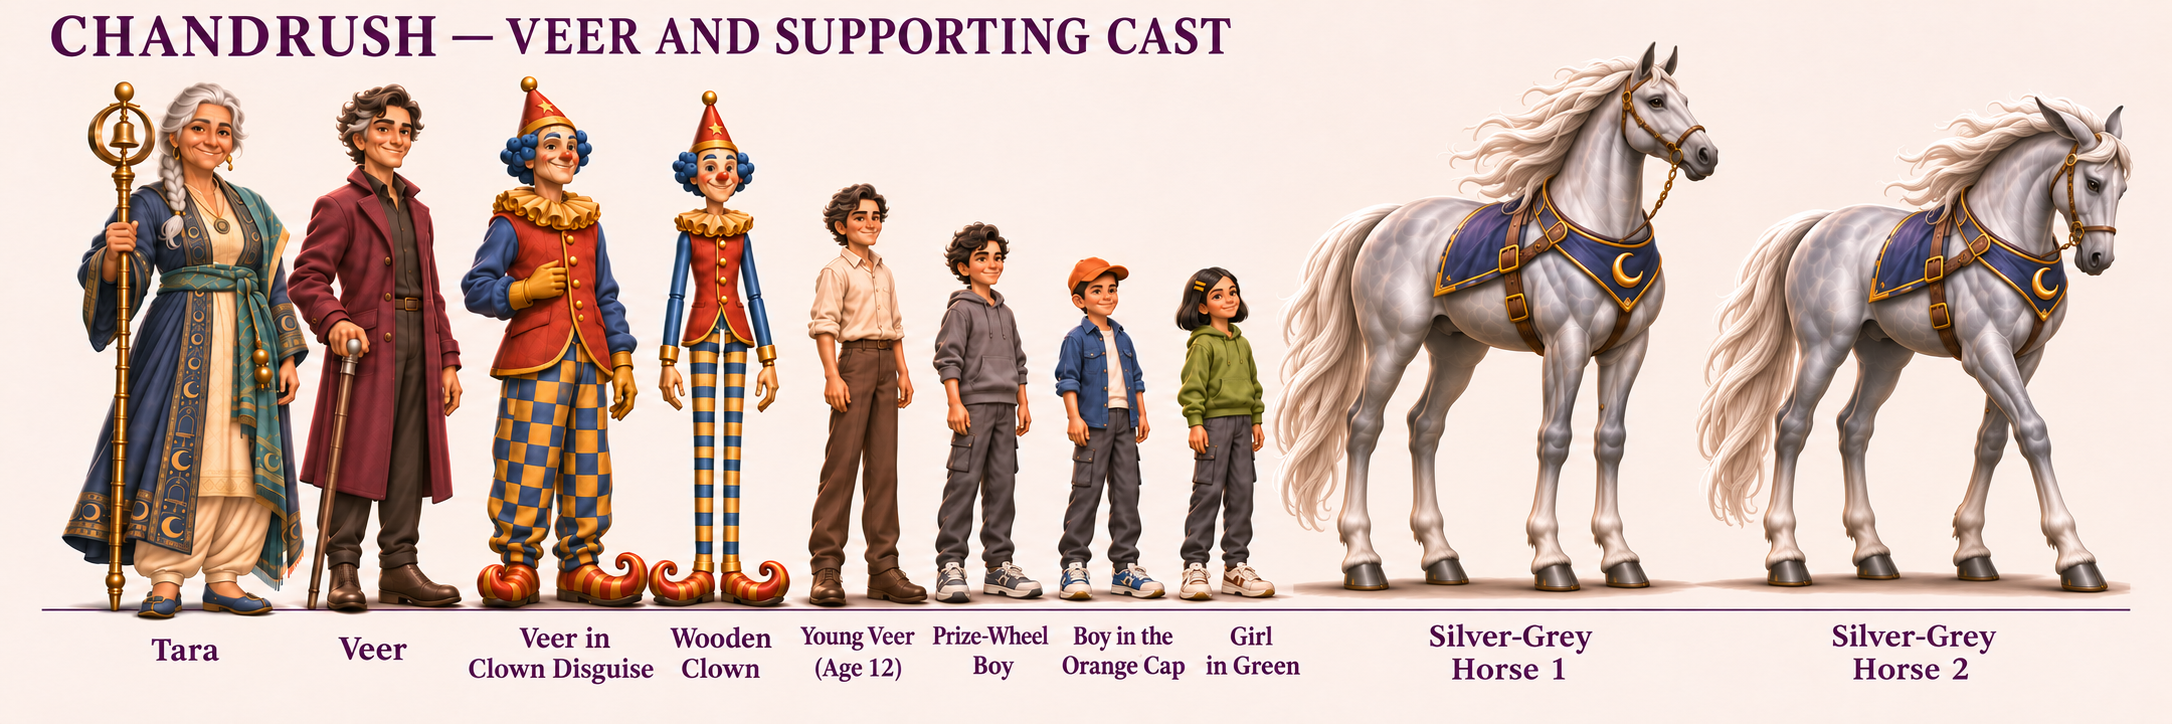 CHANDRUSH — VEER AND SUPPORTING CAST
Tara
Veer
Veer in
Clown Disguise
Wooden
Clown
Young Veer
(Age 12)
Prize-Wheel
Boy
Boy in the
Orange Cap
Girl
in Green
Silver-Grey
Horse 1
Silver-Grey
Horse 2